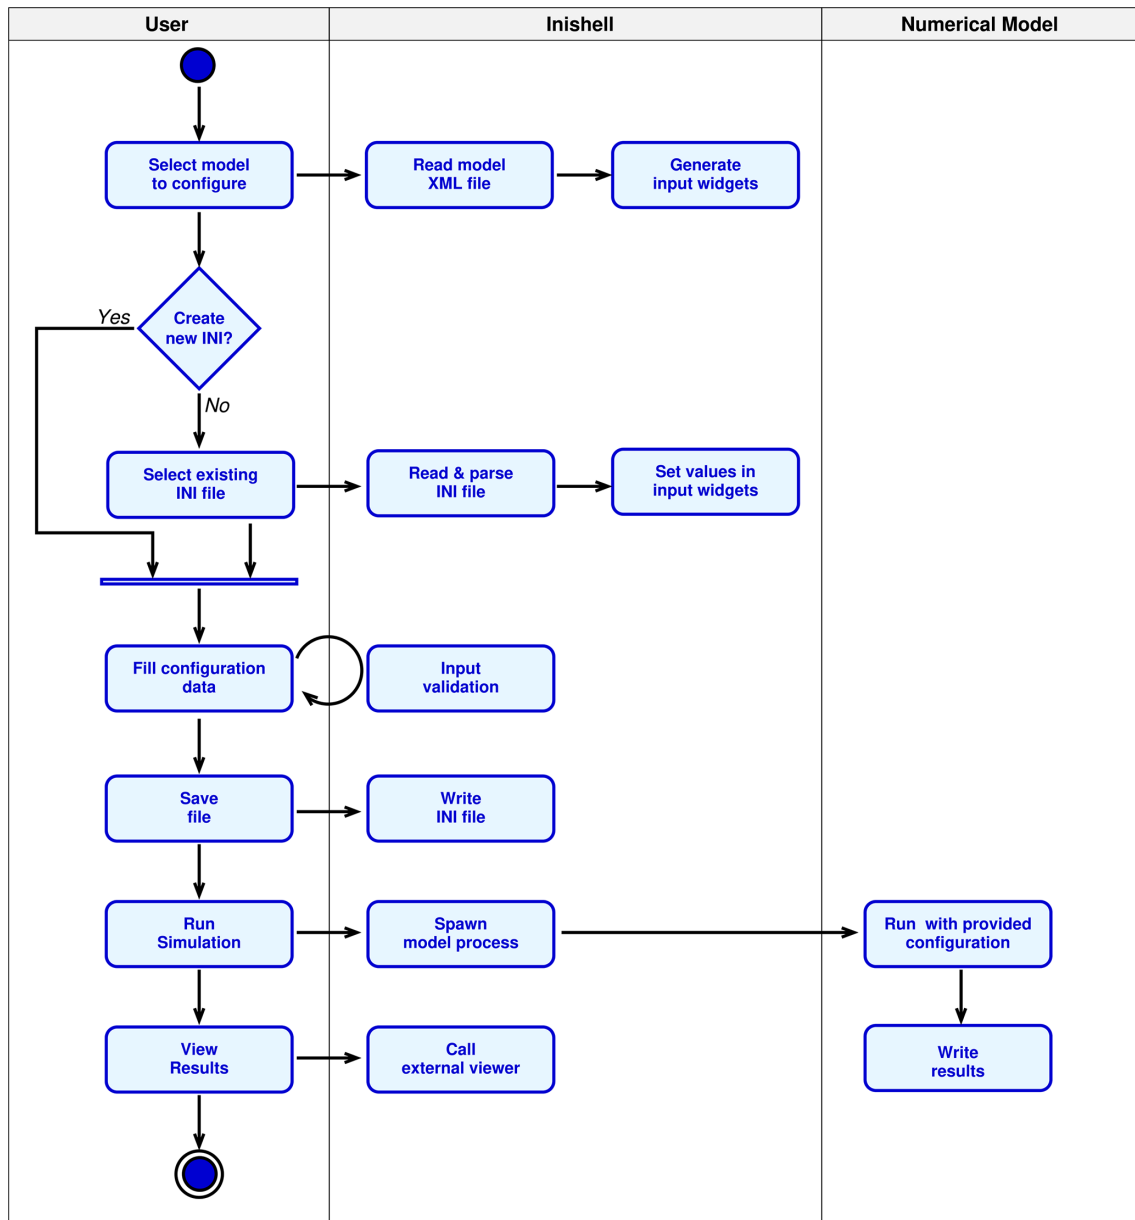 User
Inishell
Numerical Model
Select model
to configure
Read model
XML file
Generate
input widgets
Create
new INI?
Yes
No
Select existing
INI file
Read & parse
INI file
Set values in
input widgets
Fill configuration
data
Input
validation
Save
file
Write
INI file
Run
Simulation
Spawn
model process
Run  with provided
configuration
View
Results
Call
external viewer
Write
results